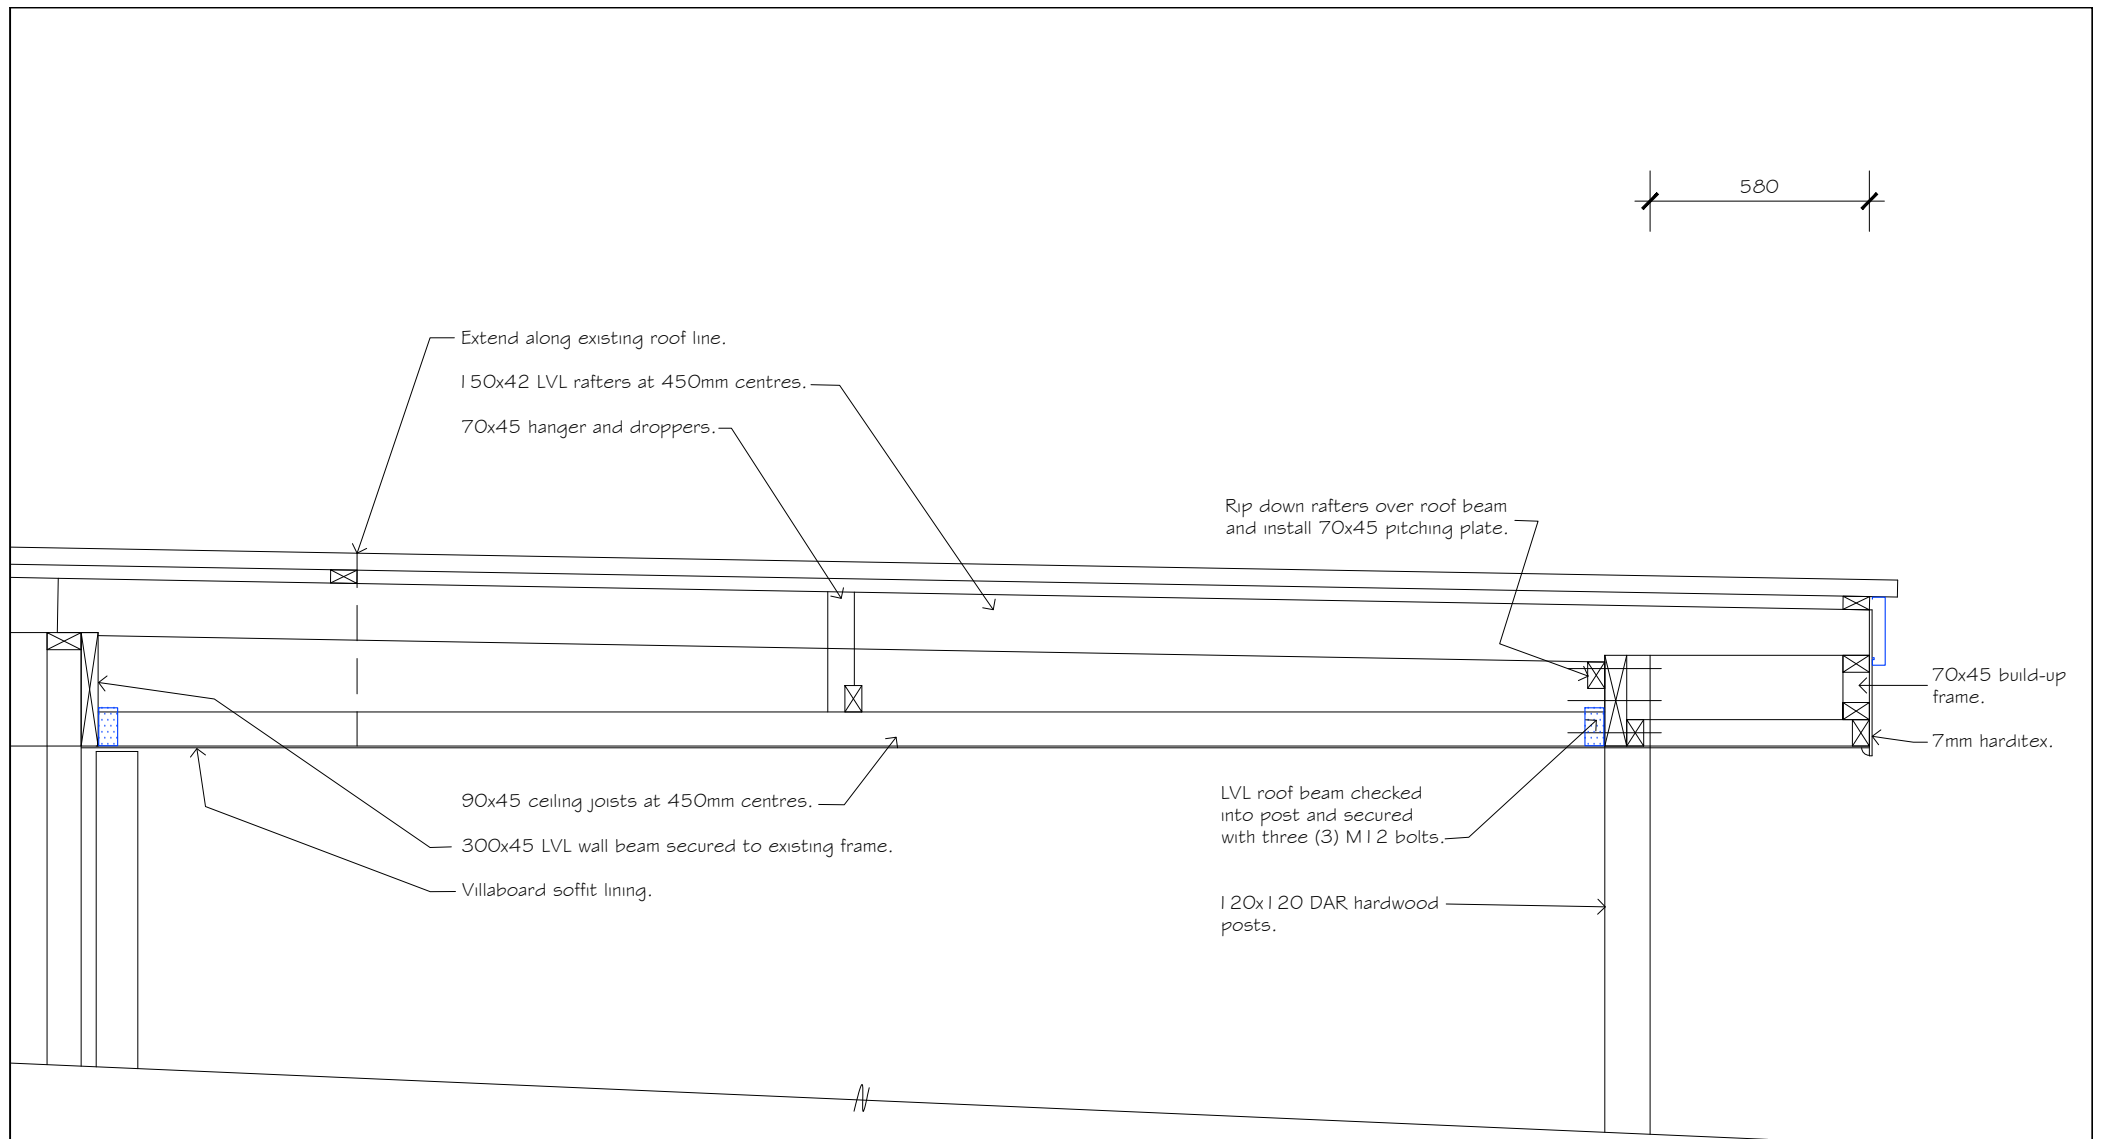 580
Extend along existing roof line.
150x42 LVL rafters at 450mm centres.
70x45 hanger and droppers.
Rip down rafters over roof beam
and install 70x45 pitching plate.
70x45 build-up
frame.
7mm harditex.
90x45 ceiling joists at 450mm centres.
300x45 LVL wall beam secured to existing frame.
Villaboard soffit lining.
LVL roof beam checked
into post and secured
with three (3) M12 bolts.
120x120 DAR hardwood
posts.